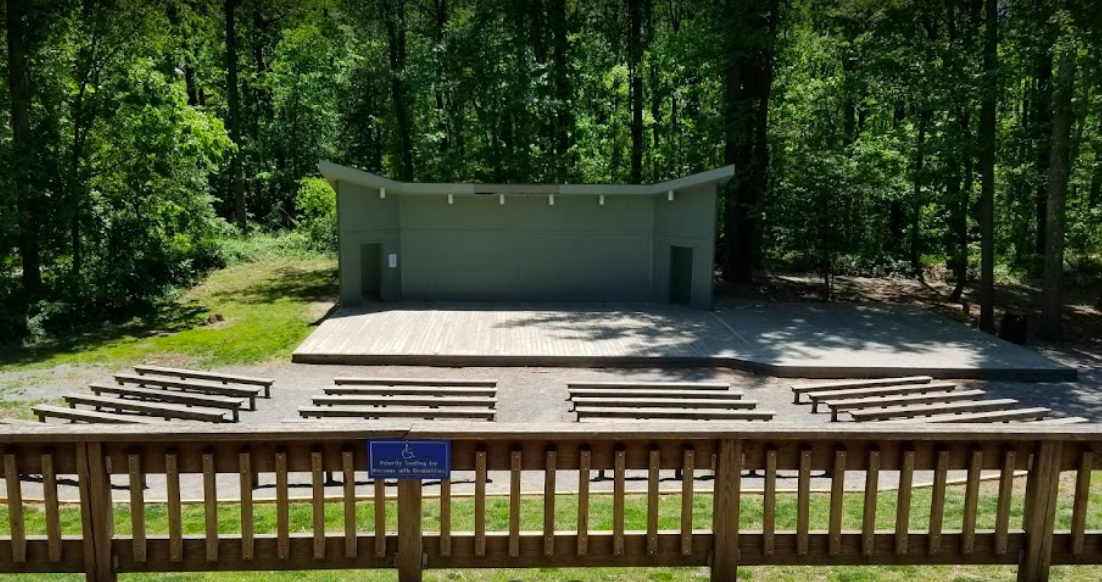 Priority Seating for
Persons with Disabilities